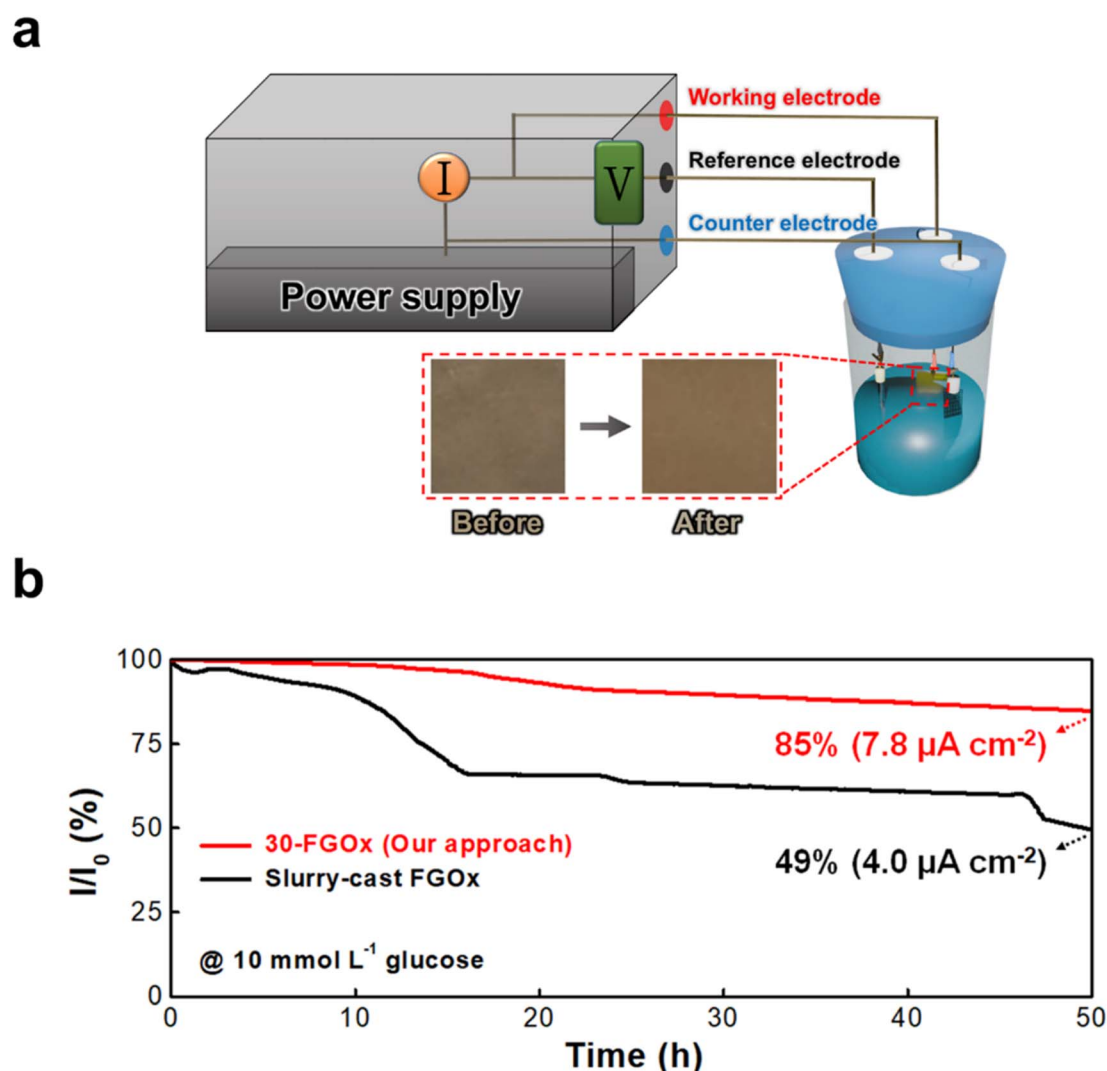 a
Working electrode
Reference electrode
Counter electrode
I
V
Power supply
Before
After
b
100
75
50
25
0
I/I₀ (%)
85% (7.8 µA cm⁻²)
49% (4.0 µA cm⁻²)
30-FGOx (Our approach)
Slurry-cast FGOx
@ 10 mmol L⁻¹ glucose
0 10 20 30 40 50
Time (h)